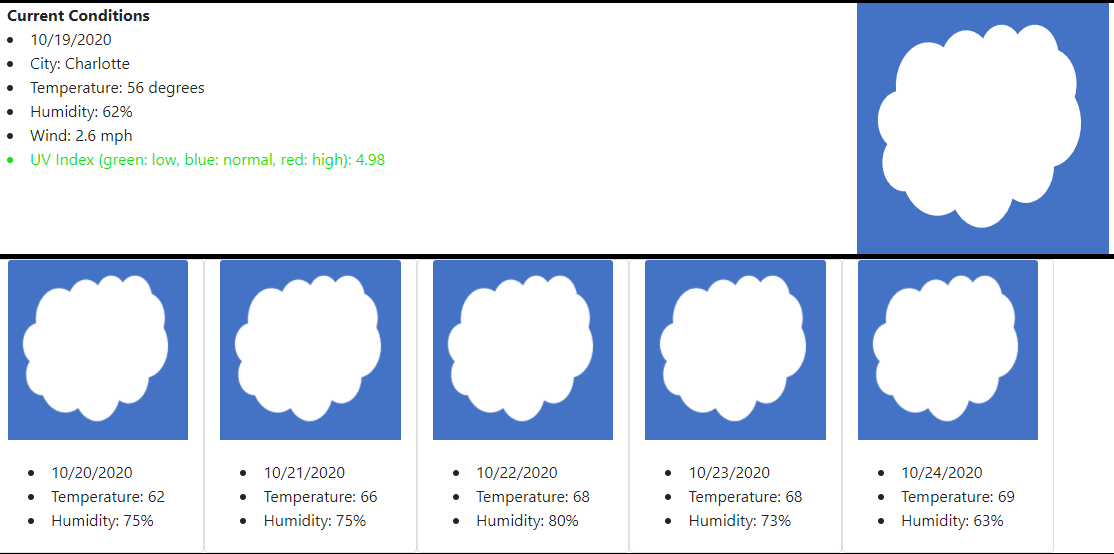 Current Conditions
10/19/2020
City: Charlotte
Temperature: 56 degrees
Humidity: 62%
Wind: 2.6 mph
UV Index (green: low, blue: normal, red: high): 4.98
10/20/2020
Temperature: 62
Humidity: 75%
10/21/2020
Temperature: 66
Humidity: 75%
10/22/2020
Temperature: 68
Humidity: 80%
10/23/2020
Temperature: 68
Humidity: 73%
10/24/2020
Temperature: 69
Humidity: 63%